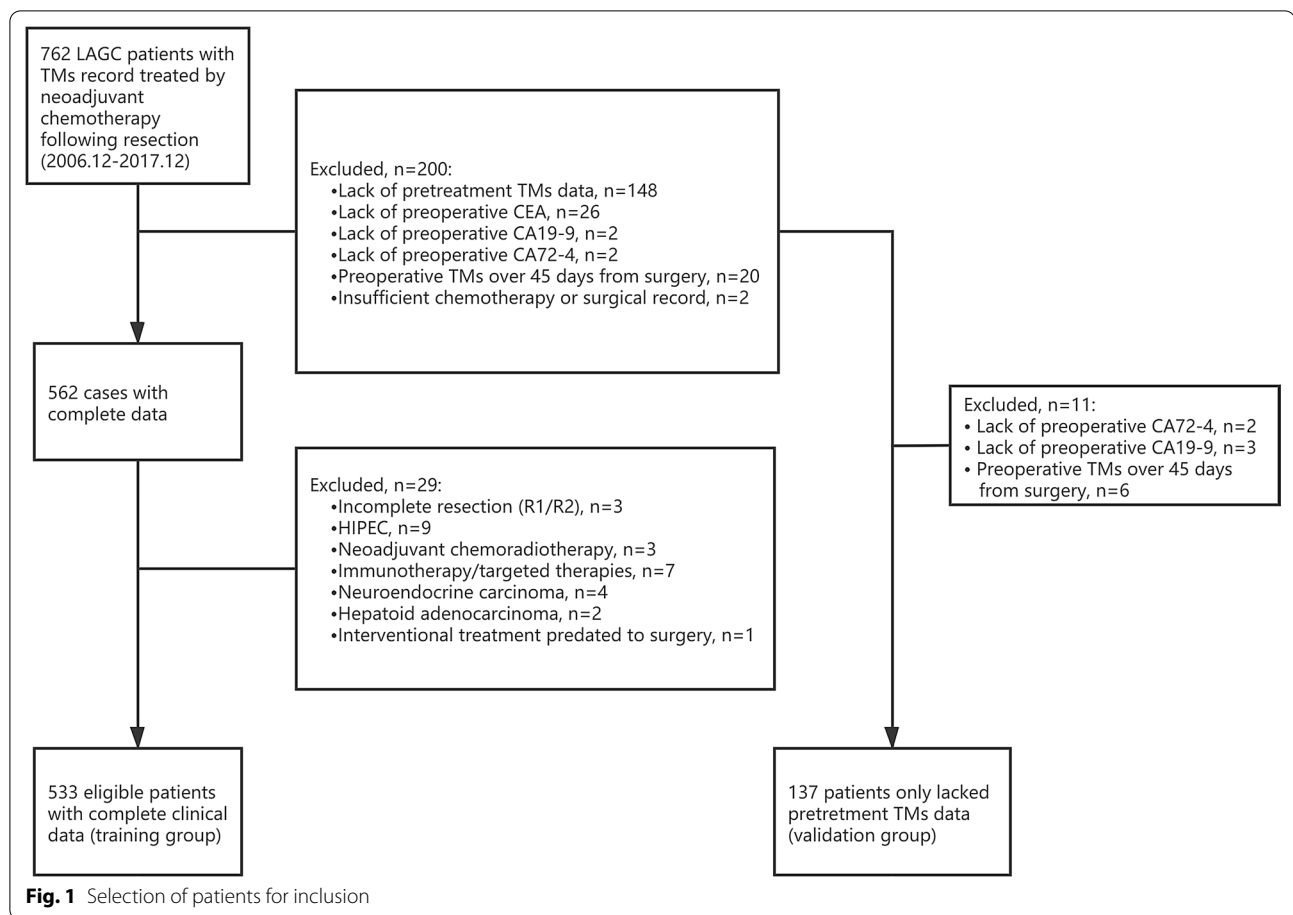 762 LAGC patients with
TMs record treated by
neoadjuvant
chemotherapy
following resection
(2006.12-2017.12)
Excluded, n=200:
•Lack of pretreatment TMs data, n=148
•Lack of preoperative CEA, n=26
•Lack of preoperative CA19-9, n=2
•Lack of preoperative CA72-4, n=2
•Preoperative TMs over 45 days from surgery, n=20
•Insufficient chemotherapy or surgical record, n=2
562 cases with
complete data
Excluded, n=11:
• Lack of preoperative CA72-4, n=2
• Lack of preoperative CA19-9, n=3
• Preoperative TMs over 45 days
from surgery, n=6
Excluded, n=29:
•Incomplete resection (R1/R2), n=3
•HIPEC, n=9
•Neoadjuvant chemoradiotherapy, n=3
•Immunotherapy/targeted therapies, n=7
•Neuroendocrine carcinoma, n=4
•Hepatoid adenocarcinoma, n=2
•Interventional treatment predated to surgery, n=1
533 eligible patients
with complete clinical
data (training group)
137 patients only lacked
pretretment TMs data
(validation group)
Fig. 1 Selection of patients for inclusion